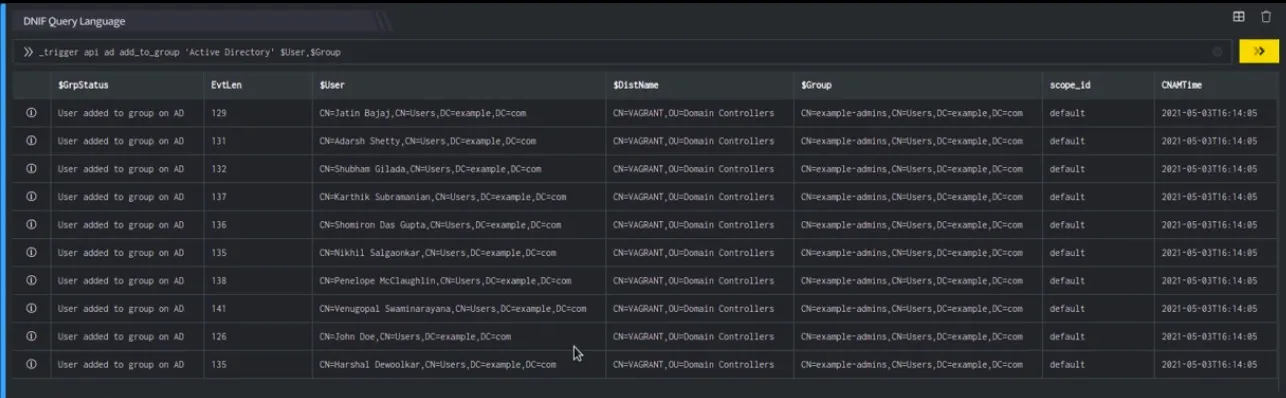 DNIF Query Language
_trigger api ad add_to_group 'Active Directory' $User,$Group
$GrpStatus EvtLen $User $DistName $Group scope_id CNAMTime
User added to group on AD 129 CN=Jatin Bajaj,CN=Users,DC=example,DC=com CN=VAGRANT,OU=Domain Controllers CN=example-admins,CN=Users,DC=example,DC=com default 2021-05-03T16:14:05
User added to group on AD 131 CN=Adarsh Shetty,CN=Users,DC=example,DC=com CN=VAGRANT,OU=Domain Controllers CN=example-admins,CN=Users,DC=example,DC=com default 2021-05-03T16:14:05
User added to group on AD 132 CN=Shubham Gilada,CN=Users,DC=example,DC=com CN=VAGRANT,OU=Domain Controllers CN=example-admins,CN=Users,DC=example,DC=com default 2021-05-03T16:14:05
User added to group on AD 137 CN=Karthik Subramanian,CN=Users,DC=example,DC=com CN=VAGRANT,OU=Domain Controllers CN=example-admins,CN=Users,DC=example,DC=com default 2021-05-03T16:14:05
User added to group on AD 136 CN=Shomiron Das Gupta,CN=Users,DC=example,DC=com CN=VAGRANT,OU=Domain Controllers CN=example-admins,CN=Users,DC=example,DC=com default 2021-05-03T16:14:05
User added to group on AD 135 CN=Nikhil Salgaonkar,CN=Users,DC=example,DC=com CN=VAGRANT,OU=Domain Controllers CN=example-admins,CN=Users,DC=example,DC=com default 2021-05-03T16:14:05
User added to group on AD 138 CN=Penelope McClaughlin,CN=Users,DC=example,DC=com CN=VAGRANT,OU=Domain Controllers CN=example-admins,CN=Users,DC=example,DC=com default 2021-05-03T16:14:05
User added to group on AD 141 CN=Venugopal Swaminarayana,CN=Users,DC=example,DC=com CN=VAGRANT,OU=Domain Controllers CN=example-admins,CN=Users,DC=example,DC=com default 2021-05-03T16:14:05
User added to group on AD 126 CN=John Doe,CN=Users,DC=example,DC=com CN=VAGRANT,OU=Domain Controllers CN=example-admins,CN=Users,DC=example,DC=com default 2021-05-03T16:14:05
User added to group on AD 135 CN=Harshal Dewoolkar,CN=Users,DC=example,DC=com CN=VAGRANT,OU=Domain Controllers CN=example-admins,CN=Users,DC=example,DC=com default 2021-05-03T16:14:05